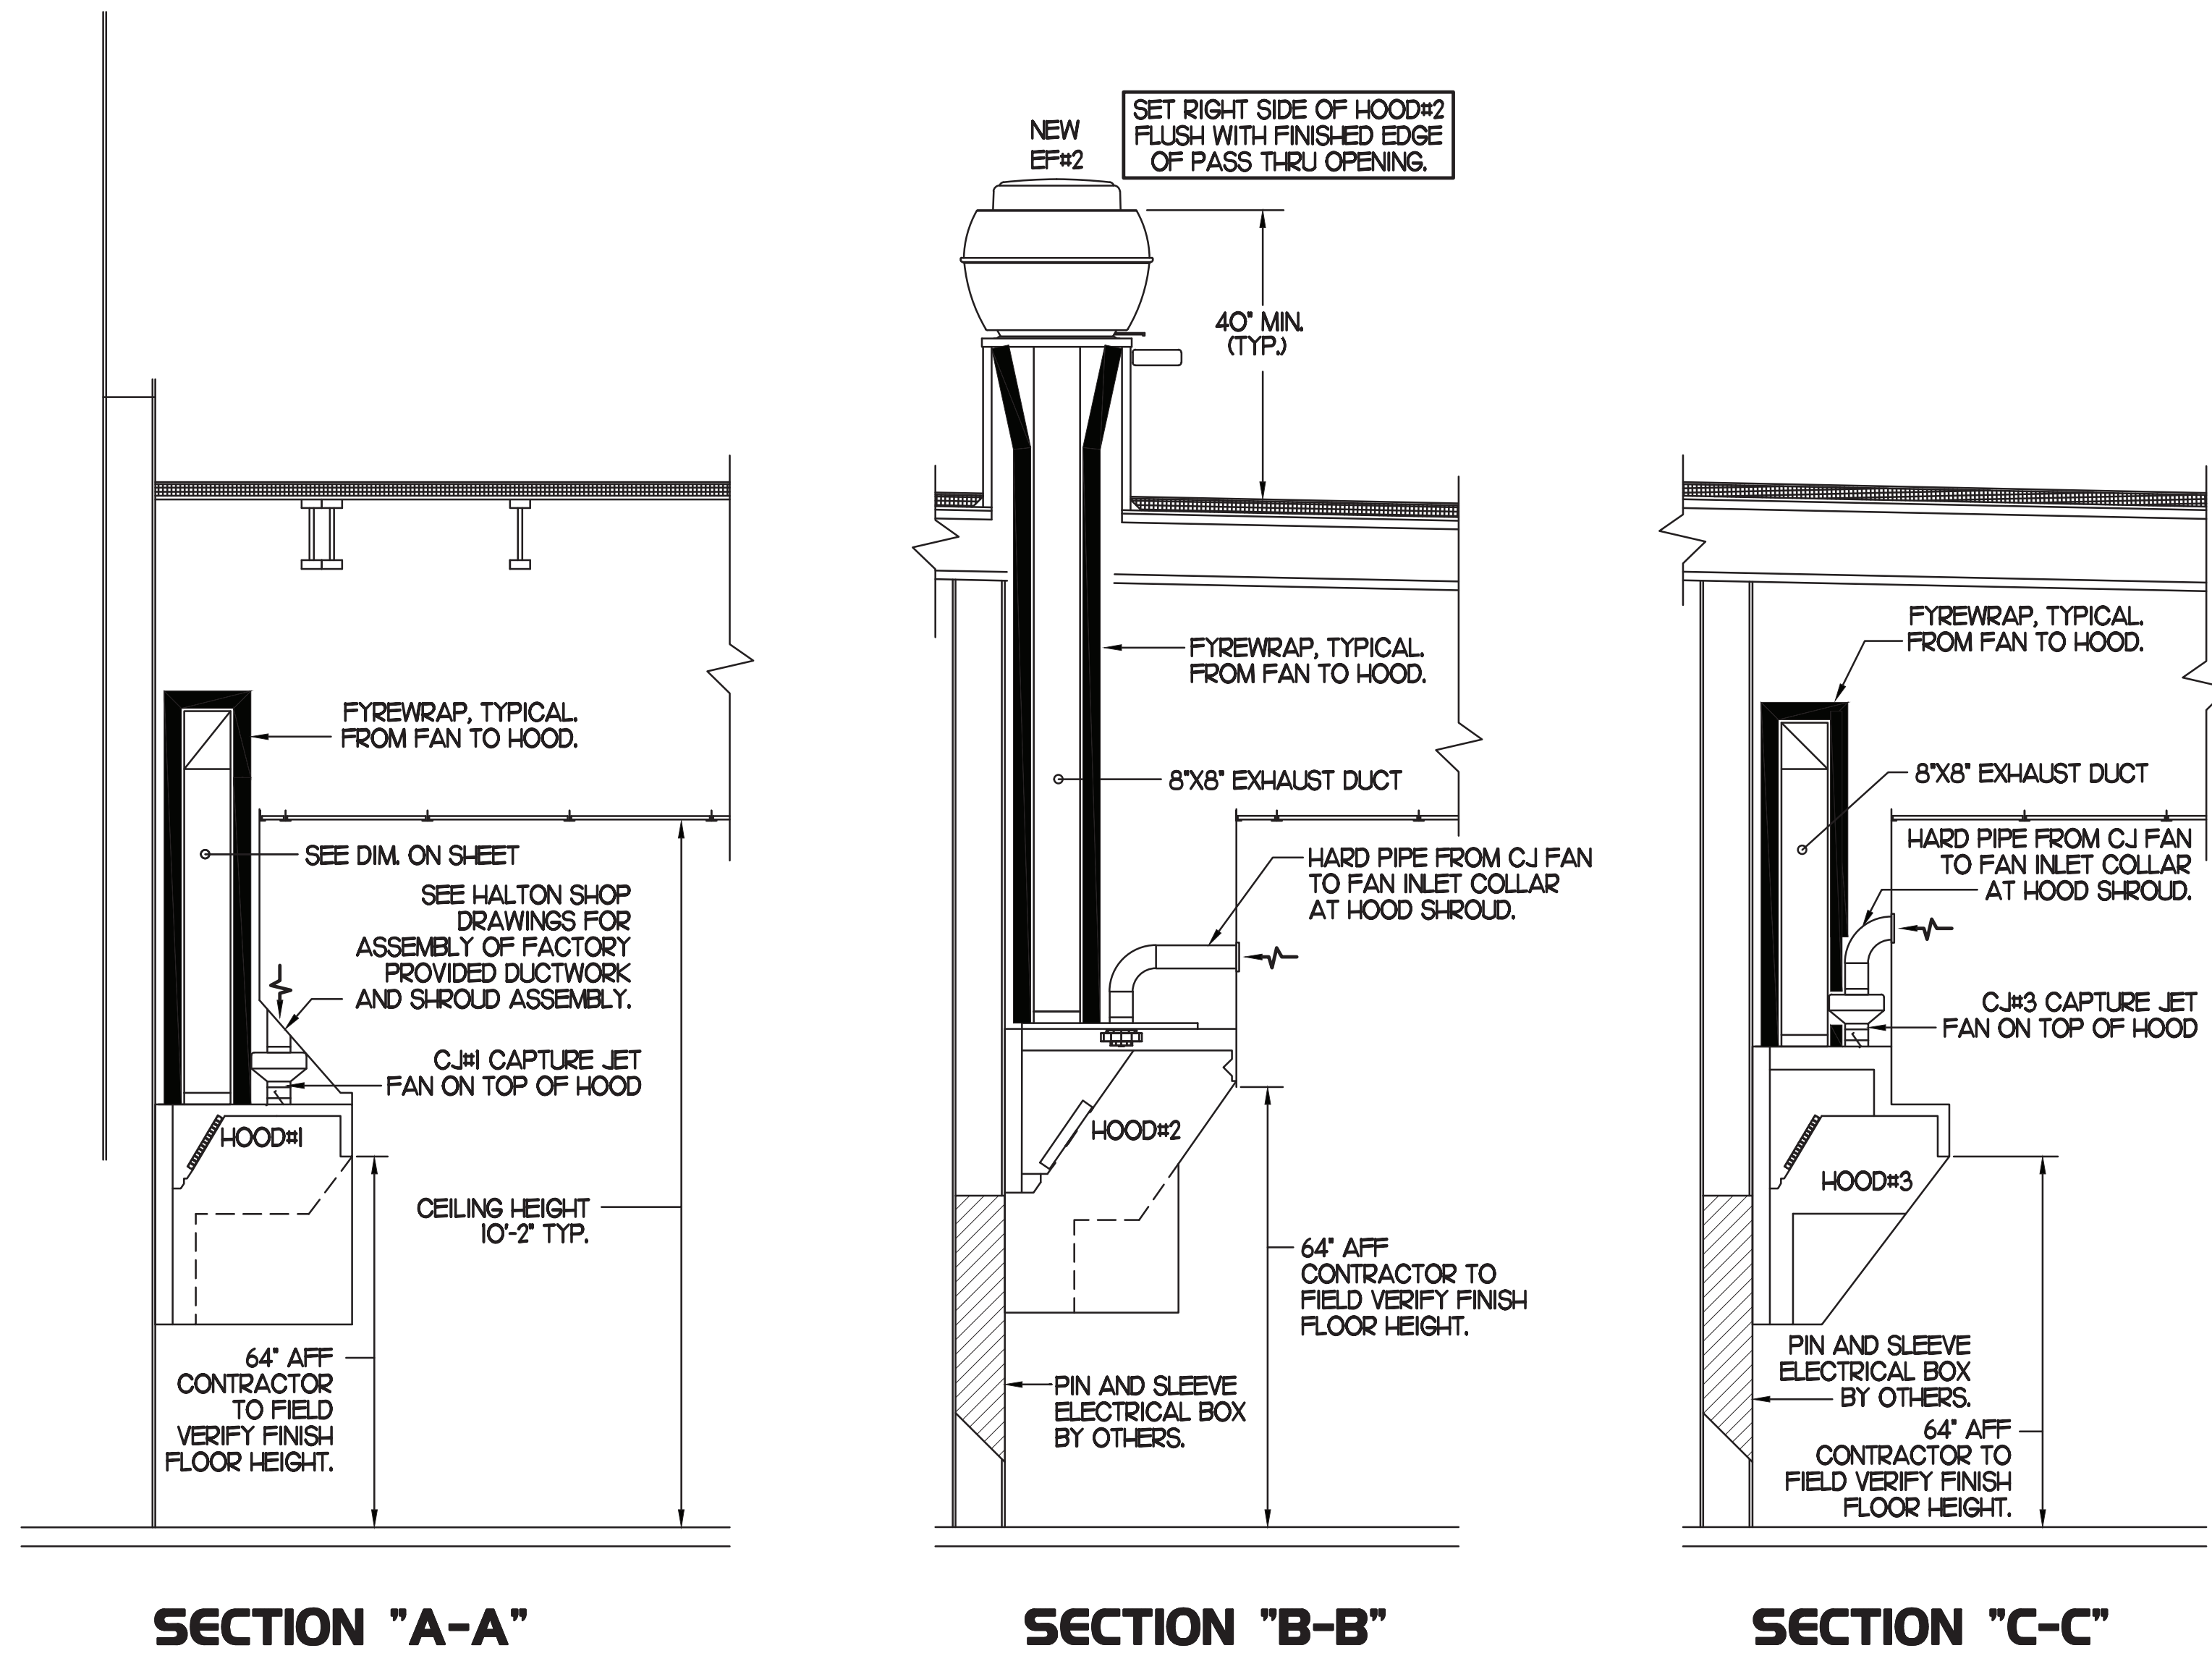 FYREWRAP, TYPICAL.
FROM FAN TO HOOD.
SEE DIM. ON SHEET
SEE HALTON SHOP
DRAWINGS FOR
ASSEMBLY OF FACTORY
PROVIDED DUCTWORK
AND SHROUD ASSEMBLY.
CJ#1 CAPTURE JET
FAN ON TOP OF HOOD
HOOD#1
CEILING HEIGHT
10'-2" TYP.
64" AFF
CONTRACTOR
TO FIELD
VERIFY FINISH
FLOOR HEIGHT.
SECTION "A-A"
NEW
EF#2
SET RIGHT SIDE OF HOOD#2
FLUSH WITH FINISHED EDGE
OF PASS THRU OPENING.
40" MIN.
(TYP.)
FYREWRAP, TYPICAL.
FROM FAN TO HOOD.
8"X8" EXHAUST DUCT
HARD PIPE FROM CJ FAN
TO FAN INLET COLLAR
AT HOOD SHROUD.
HOOD#2
64" AFF
CONTRACTOR TO
FIELD VERIFY FINISH
FLOOR HEIGHT.
PIN AND SLEEVE
ELECTRICAL BOX
BY OTHERS.
SECTION "B-B"
FYREWRAP, TYPICAL.
FROM FAN TO HOOD.
8"X8" EXHAUST DUCT
HARD PIPE FROM CJ FAN
TO FAN INLET COLLAR
AT HOOD SHROUD.
CJ#3 CAPTURE JET
FAN ON TOP OF HOOD
HOOD#3
PIN AND SLEEVE
ELECTRICAL BOX
BY OTHERS.
64" AFF
CONTRACTOR TO
FIELD VERIFY FINISH
FLOOR HEIGHT.
SECTION "C-C"